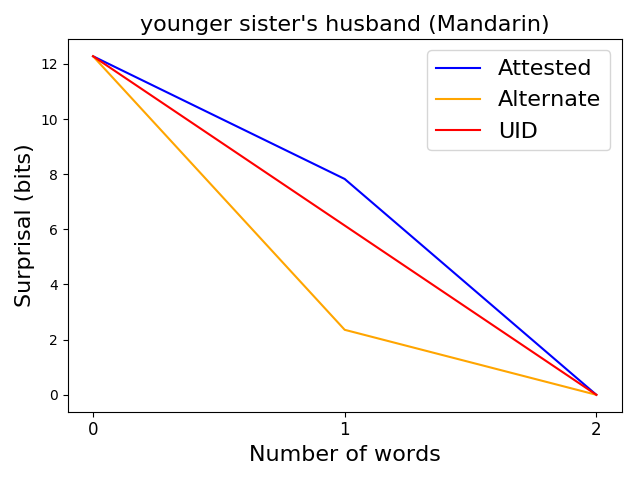 younger sister's husband (Mandarin)
Attested
Alternate
UID
12
10
8
6
4
2
0
Surprisal (bits)
0 1 2
Number of words